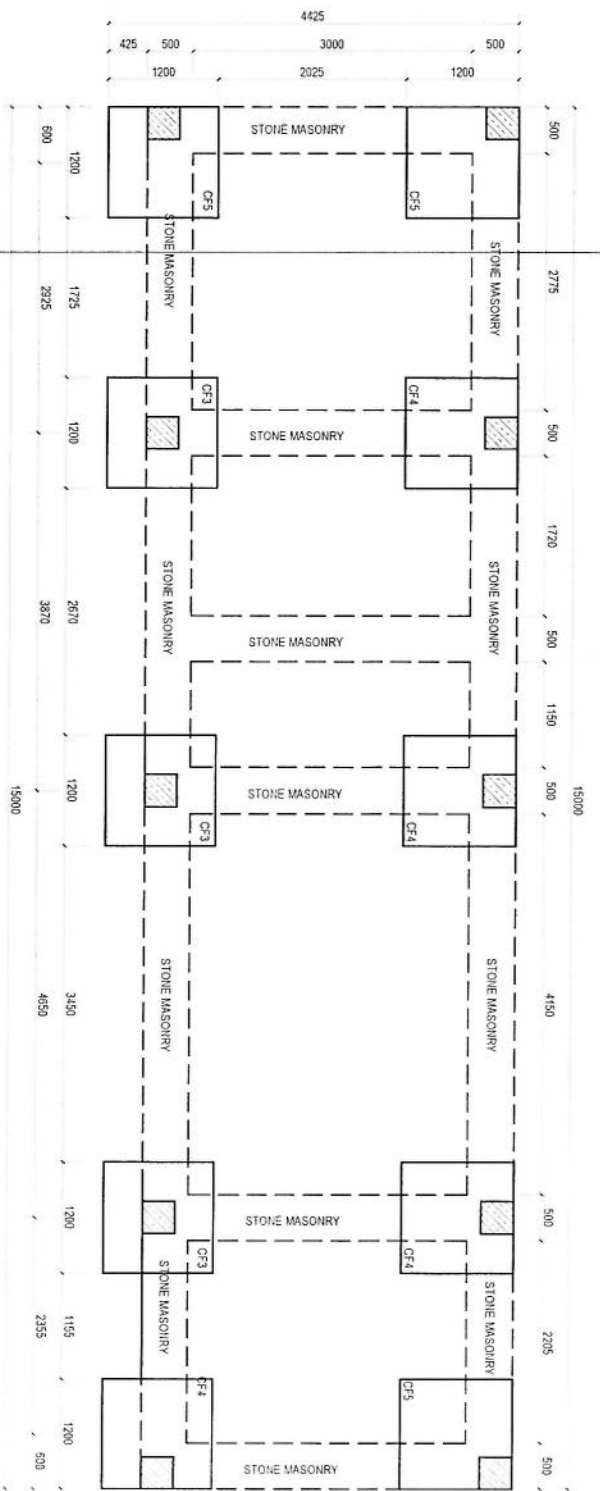 4425
425 500 3000 500
1200 2025 1200
600
1200
STONE MASONRY
500
CF5
CF5
2925
1725
STONE MASONRY
STONE MASONRY
2775
CF3
CF4
1200
STONE MASONRY
500
1720
3870
2670
STONE MASONRY
STONE MASONRY
STONE MASONRY
500
1150
15000
15000
1200
STONE MASONRY
500
CF3
CF4
4650
3450
STONE MASONRY
STONE MASONRY
4150
1200
STONE MASONRY
500
CF3
CF4
2355
1155
STONE MASONRY
STONE MASONRY
2205
CF4
CF5
600
1200
STONE MASONRY
500